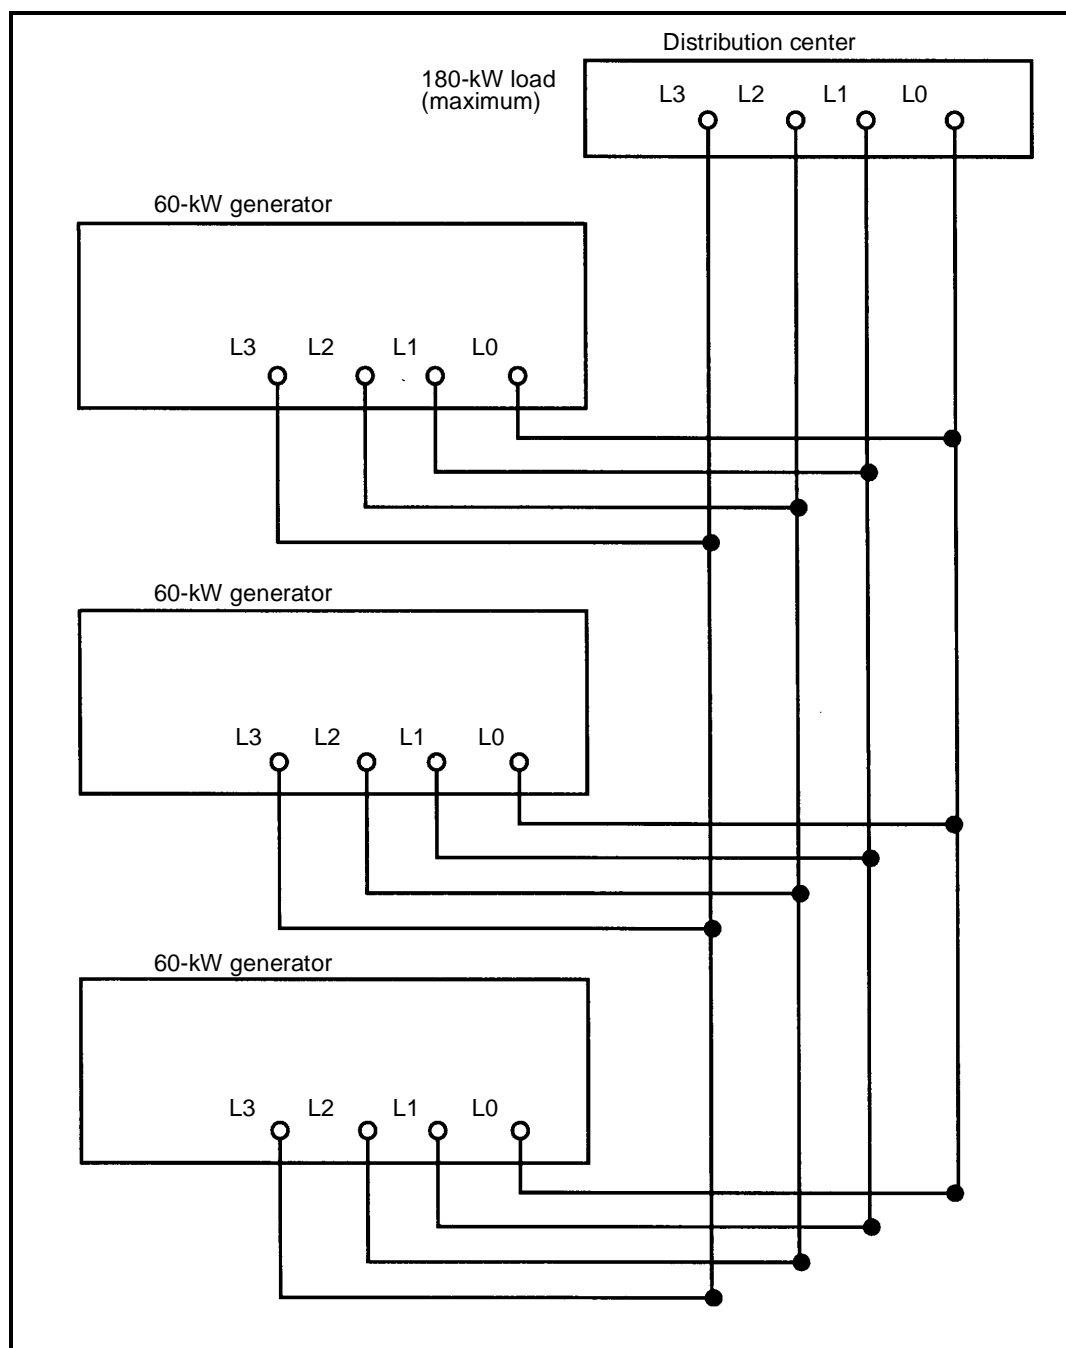 Distribution center
180-kW load
(maximum)
L3 L2 L1 L0
60-kW generator
L3 L2 L1 L0
60-kW generator
L3 L2 L1 L0
60-kW generator
L3 L2 L1 L0